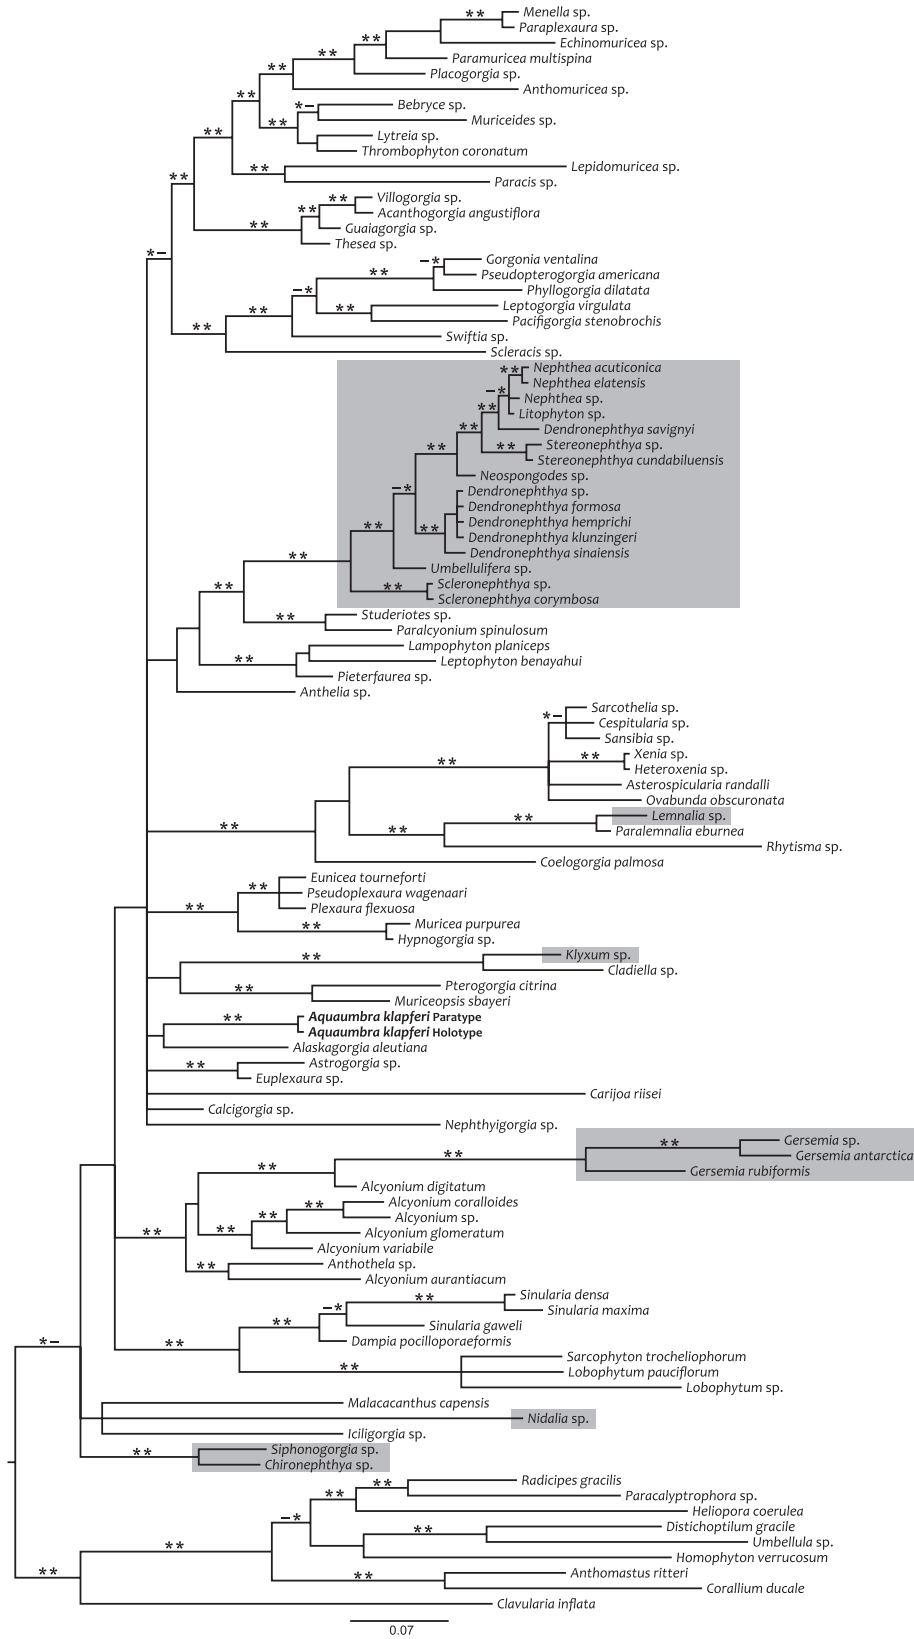 Menella sp.
Paraplexaura sp.
Echinomuricea sp.
Paramuricea multispina
Placogorgia sp.
Anthomuricea sp.
Bebryce sp.
Muriceides sp.
Lytreia sp.
Thrombophyton coronatum
Lepidomuricea sp.
Paracis sp.
Villogorgia sp.
Acanthogorgia angustiflora
Guaiagorgia sp.
Thesea sp.
Gorgonia ventalina
Pseudopterogorgia americana
Phyllogorgia dilatata
Leptogorgia virgulata
Pacifigorgia stenobrochis
Swiftia sp.
Scleracis sp.
Nephthea acuticonica
Nephthea elatensis
Nephthea sp.
Litophyton sp.
Dendronephthya savignyi
Stereonephthya sp.
Stereonephthya cundabiluensis
Neospongodes sp.
Dendronephthya sp.
Dendronephthya formosa
Dendronephthya hemprichi
Dendronephthya klunzingeri
Dendronephthya sinaiensis
Umbellulifera sp.
Scleronephthya sp.
Scleronephthya corymbosa
Studeriotes sp.
Paralcyonium spinulosum
Lampophyton planiceps
Leptophyton benayahui
Pieterfaurea sp.
Anthelia sp.
Sarcothelia sp.
Cespitularia sp.
Sansibia sp.
Xenia sp.
Heteroxenia sp.
Asterospicularia randalli
Ovabunda obscuronata
Lemnalia sp.
Paralemnalia eburnea
Rhytisma sp.
Coelogorgia palmosa
Eunicea tourneforti
Pseudoplexaura wagenaari
Plexaura flexuosa
Muricea purpurea
Hypnogorgia sp.
Klyxum sp.
Cladiella sp.
Pterogorgia citrina
Muriceopsis sbayeri
Aquaumbra klapferi Paratype
Aquaumbra klapferi Holotype
Alaskagorgia aleutiana
Astrogorgia sp.
Euplexaura sp.
Carijoa riisei
Calcigorgia sp.
Nephthyigorgia sp.
Gersemia sp.
Gersemia antarctica
Gersemia rubiformis
Alcyonium digitatum
Alcyonium coralloides
Alcyonium sp.
Alcyonium glomeratum
Alcyonium variabile
Anthothela sp.
Alcyonium aurantiacum
Sinularia densa
Sinularia maxima
Sinularia gaweli
Dampia pocilloporaeformis
Sarcophyton trocheliophorum
Lobophytum pauciflorum
Lobophytum sp.
Malacacanthus capensis
Nidalia sp.
Iciligorgia sp.
Siphonogorgia sp.
Chironephthya sp.
Radicipes gracilis
Paracalyptrophora sp.
Heliopora coerulea
Distichoptilum gracile
Umbellula sp.
Homophyton verrucosum
Anthomastus ritteri
Corallium ducale
Clavularia inflata
0.07